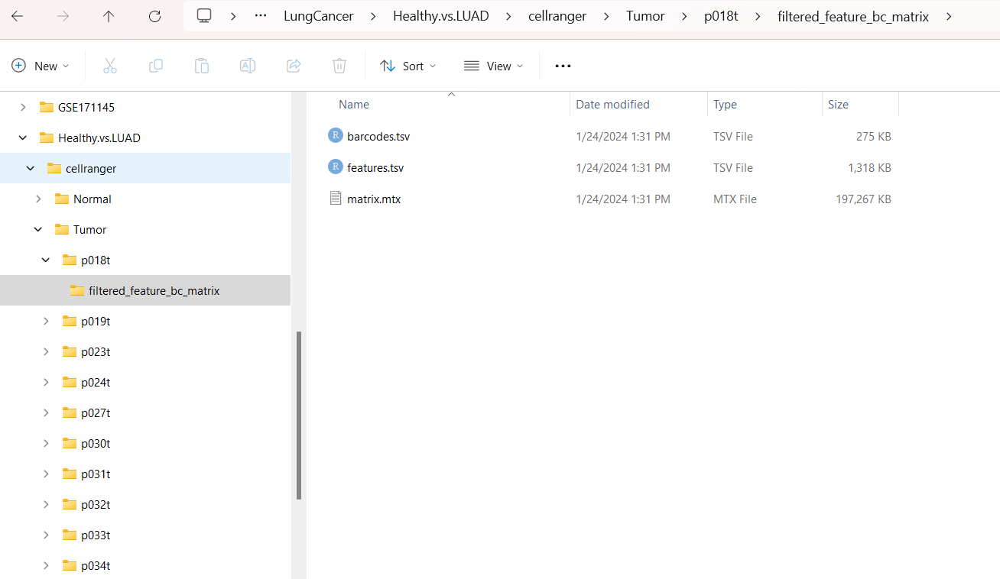 LungCancer Healthy.vs.LUAD cellranger Tumor p018t filtered_feature_bc_matrix
New Sort View
GSE171145
Healthy.vs.LUAD
cellranger
Normal
Tumor
p018t
filtered_feature_bc_matrix
p019t
p023t
p024t
p027t
p030t
p031t
p032t
p033t
p034t
Name Date modified Type Size
barcodes.tsv 1/24/2024 1:31 PM TSV File 275 KB
features.tsv 1/24/2024 1:31 PM TSV File 1,318 KB
matrix.mtx 1/24/2024 1:31 PM MTX File 197,267 KB